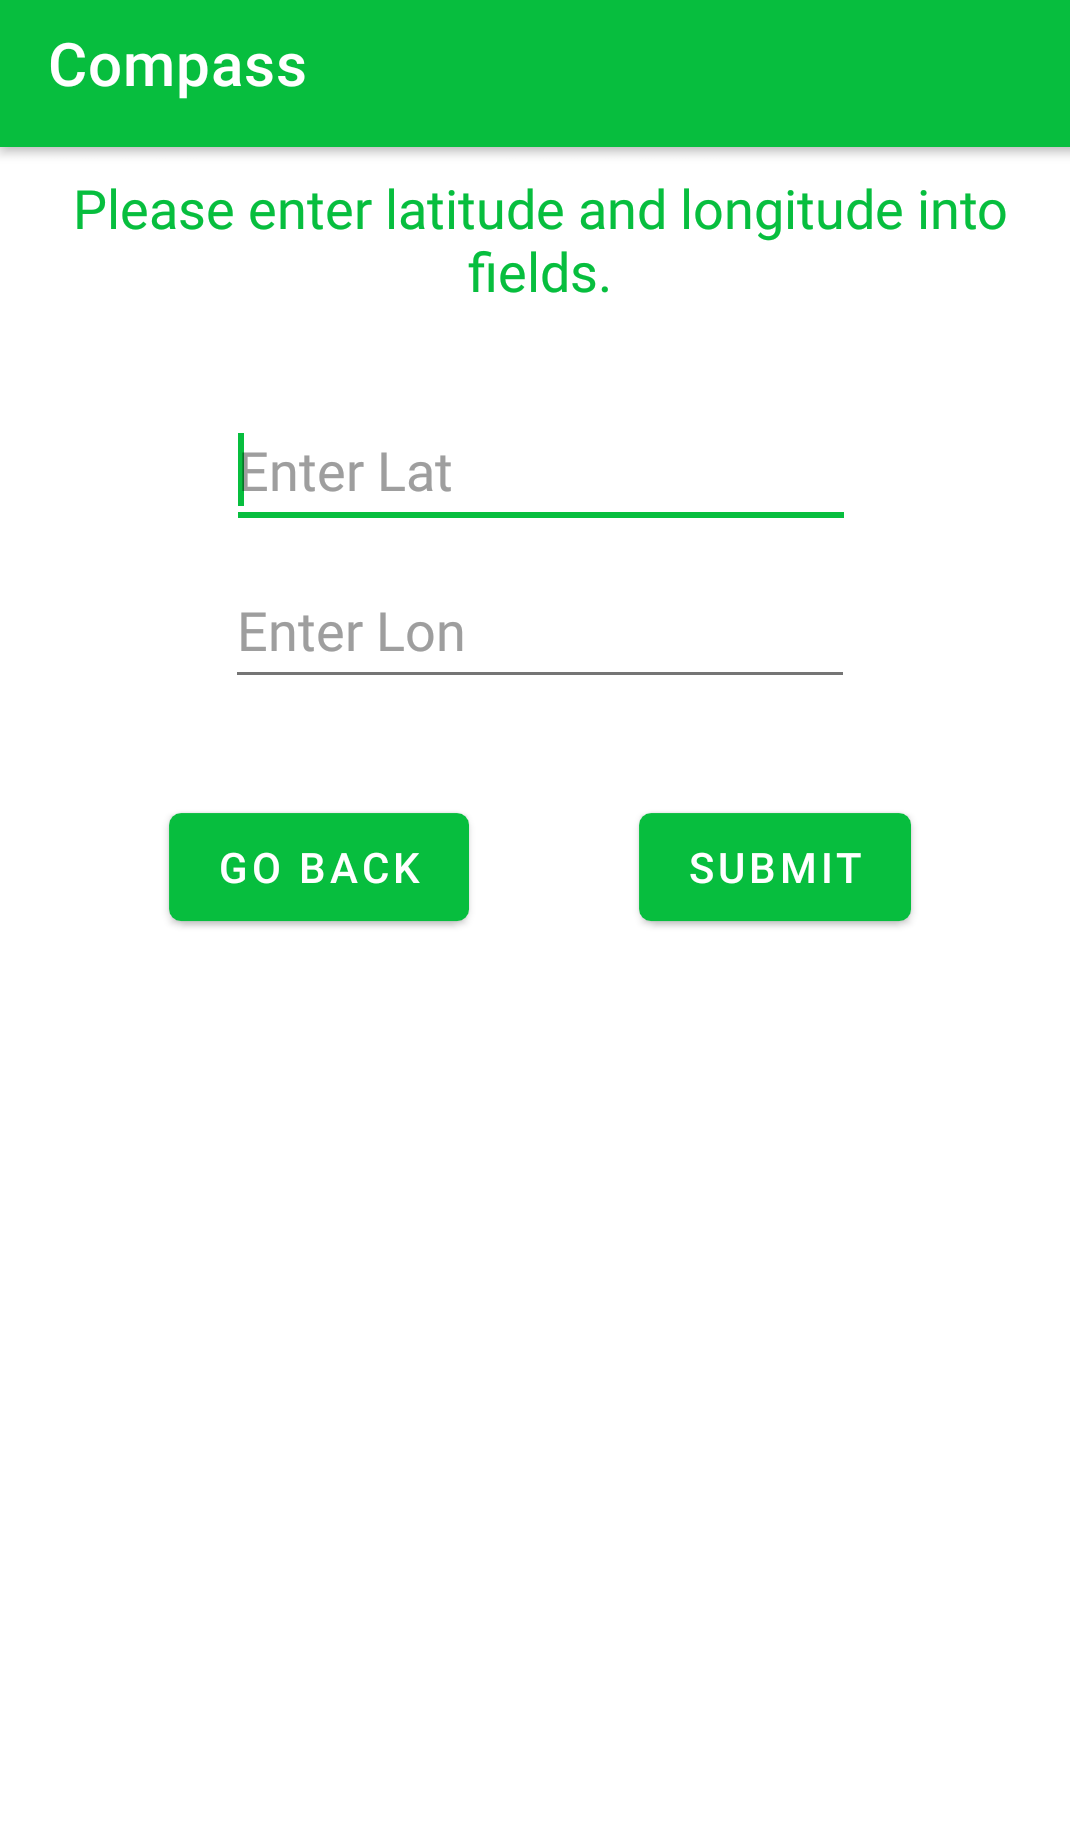 Compass
Please enter latitude and longitude into
fields.
Enter Lat
Enter Lon
GO BACK
SUBMIT